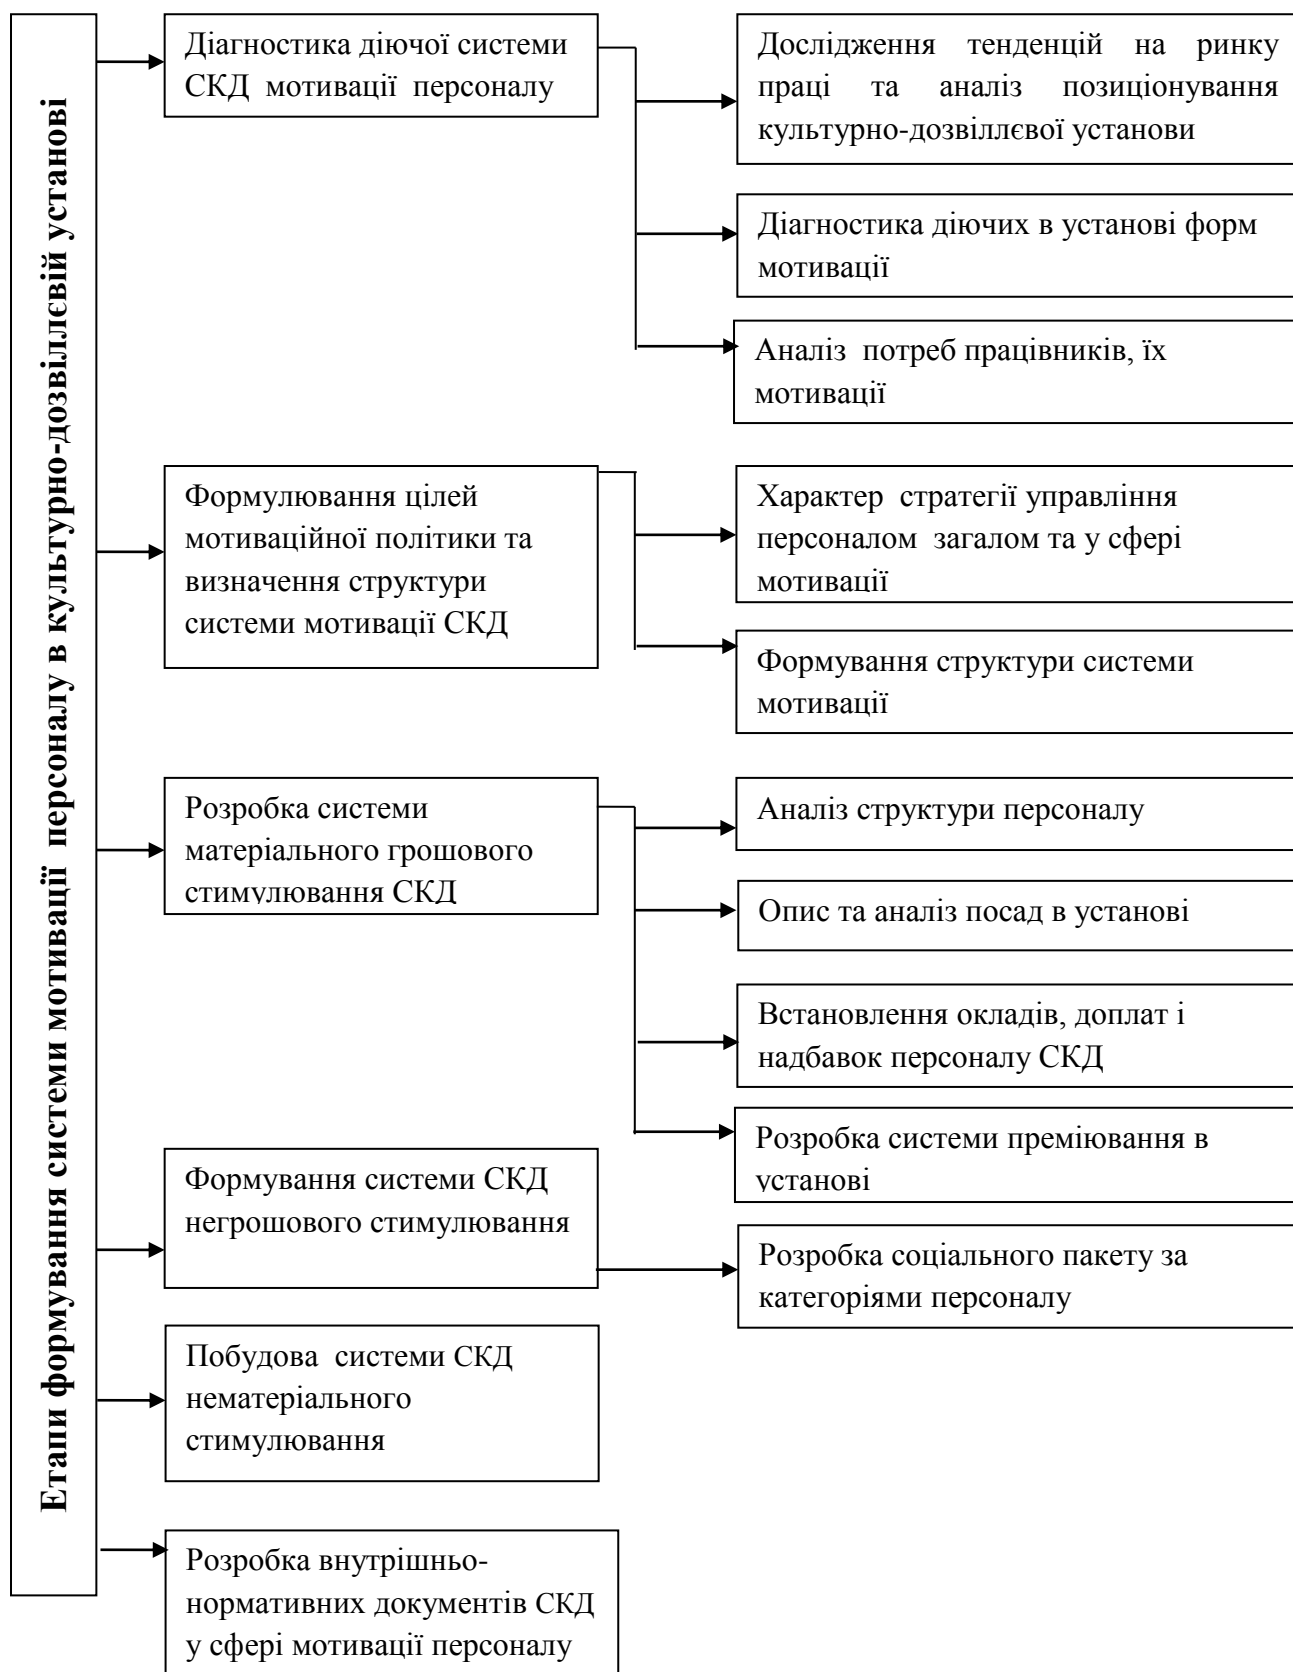 Етапи формування системи мотивації персоналу в культурно-дозвіллєвій установі
Діагностика діючої системи
СКД мотивації персоналу
Дослідження тенденцій на ринку
праці та аналіз позиціонування
культурно-дозвіллєвої установи
Діагностика діючих в установі форм
мотивації
Аналіз потреб працівників, їх
мотивації
Формулювання цілей
мотиваційної політики та
визначення структури
системи мотивації СКД
Характер стратегії управління
персоналом загалом та у сфері
мотивації
Формування структури системи
мотивації
Розробка системи
матеріального грошового
стимулювання СКД
Аналіз структури персоналу
Опис та аналіз посад в установі
Встановлення окладів, доплат і
надбавок персоналу СКД
Розробка системи преміювання в
установі
Формування системи СКД
негрошового стимулювання
Розробка соціального пакету за
категоріями персоналу
Побудова системи СКД
нематеріального
стимулювання
Розробка внутрішньо-
нормативних документів СКД
у сфері мотивації персоналу